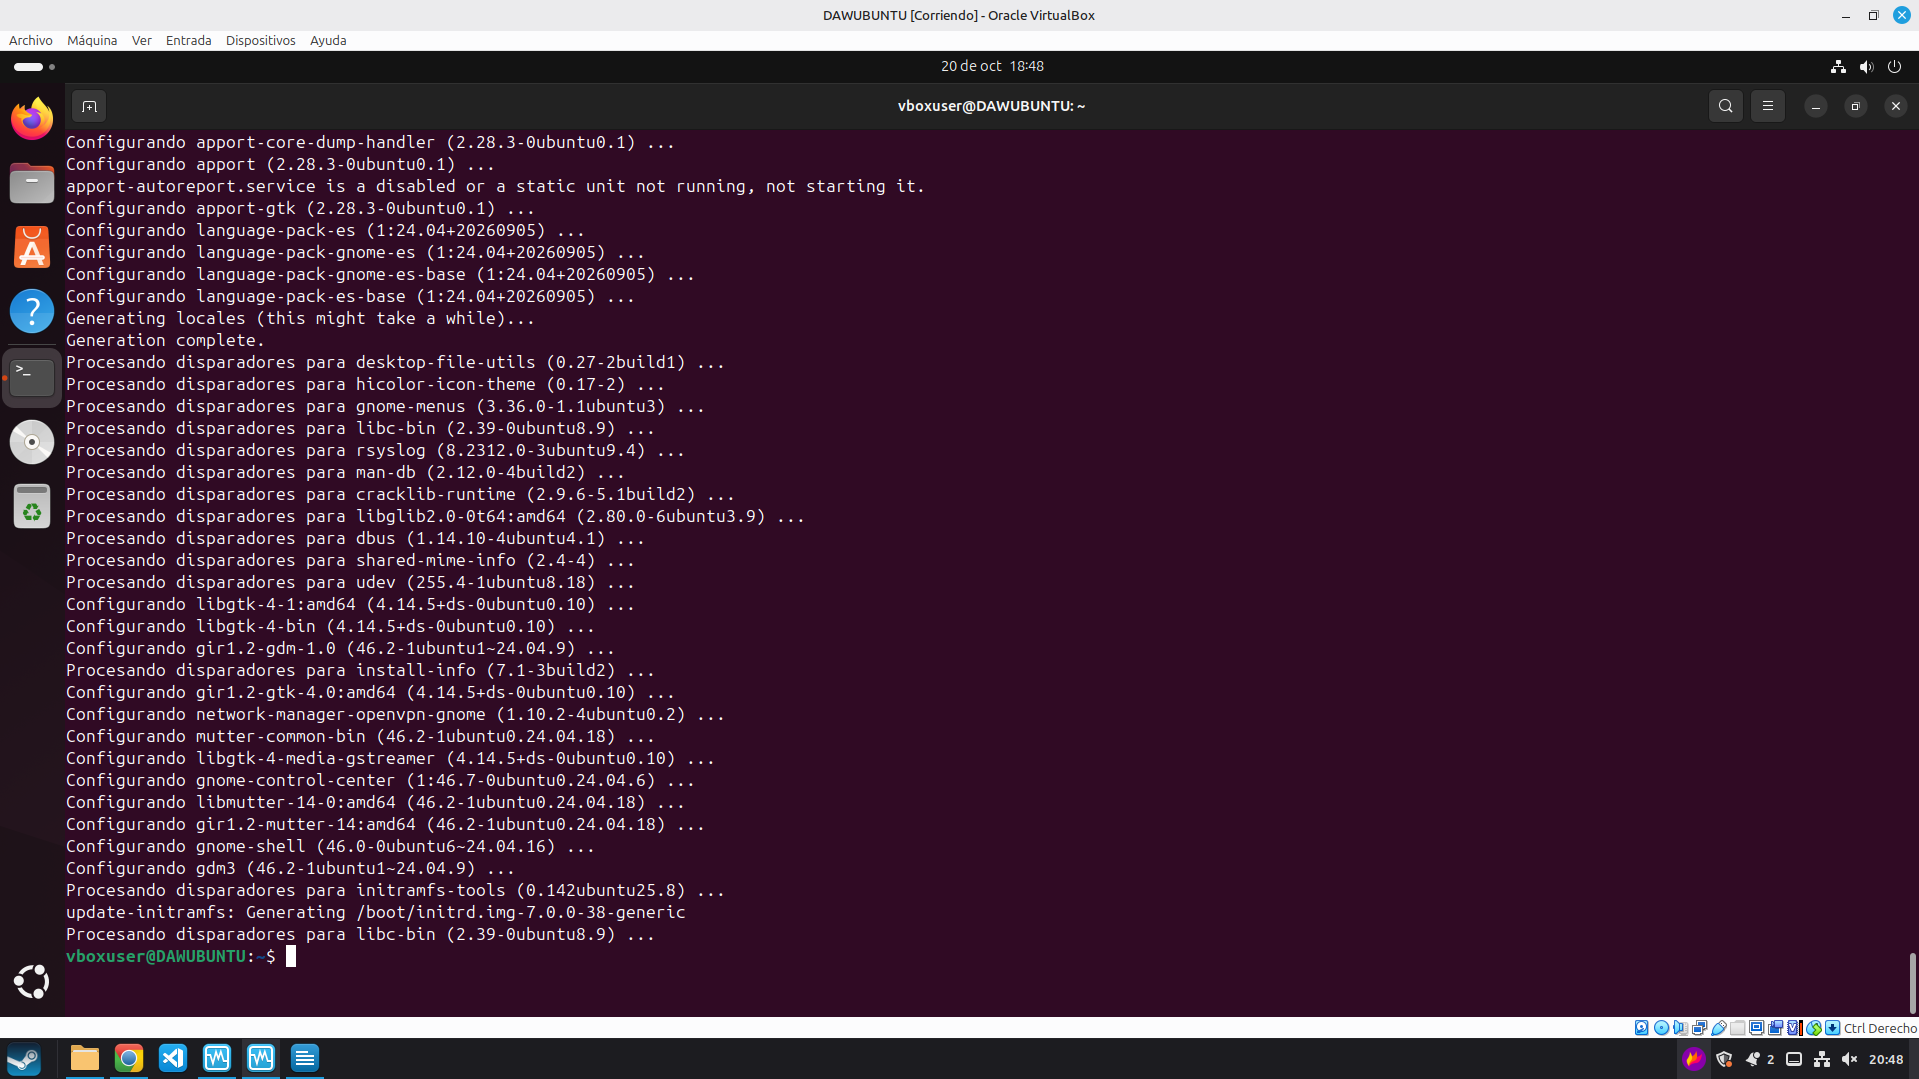 DAWUBUNTU [Corriendo] - Oracle VirtualBox
Archivo Máquina Ver Entrada Dispositivos Ayuda
20 de oct 18:48
vboxuser@DAWUBUNTU: ~
Configurando apport-core-dump-handler (2.28.3-0ubuntu0.1) ...
Configurando apport (2.28.3-0ubuntu0.1) ...
apport-autoreport.service is a disabled or a static unit not running, not starting it.
Configurando apport-gtk (2.28.3-0ubuntu0.1) ...
Configurando language-pack-es (1:24.04+20260905) ...
Configurando language-pack-gnome-es (1:24.04+20260905) ...
Configurando language-pack-gnome-es-base (1:24.04+20260905) ...
Configurando language-pack-es-base (1:24.04+20260905) ...
Generating locales (this might take a while)...
Generation complete.
Procesando disparadores para desktop-file-utils (0.27-2build1) ...
Procesando disparadores para hicolor-icon-theme (0.17-2) ...
Procesando disparadores para gnome-menus (3.36.0-1.1ubuntu3) ...
Procesando disparadores para libc-bin (2.39-0ubuntu8.9) ...
Procesando disparadores para rsyslog (8.2312.0-3ubuntu9.4) ...
Procesando disparadores para man-db (2.12.0-4build2) ...
Procesando disparadores para cracklib-runtime (2.9.6-5.1build2) ...
Procesando disparadores para libglib2.0-0t64:amd64 (2.80.0-6ubuntu3.9) ...
Procesando disparadores para dbus (1.14.10-4ubuntu4.1) ...
Procesando disparadores para shared-mime-info (2.4-4) ...
Procesando disparadores para udev (255.4-1ubuntu8.18) ...
Configurando libgtk-4-1:amd64 (4.14.5+ds-0ubuntu0.10) ...
Configurando libgtk-4-bin (4.14.5+ds-0ubuntu0.10) ...
Configurando gir1.2-gdm-1.0 (46.2-1ubuntu1~24.04.9) ...
Procesando disparadores para install-info (7.1-3build2) ...
Configurando gir1.2-gtk-4.0:amd64 (4.14.5+ds-0ubuntu0.10) ...
Configurando network-manager-openvpn-gnome (1.10.2-4ubuntu0.2) ...
Configurando mutter-common-bin (46.2-1ubuntu0.24.04.18) ...
Configurando libgtk-4-media-gstreamer (4.14.5+ds-0ubuntu0.10) ...
Configurando gnome-control-center (1:46.7-0ubuntu0.24.04.6) ...
Configurando libmutter-14-0:amd64 (46.2-1ubuntu0.24.04.18) ...
Configurando gir1.2-mutter-14:amd64 (46.2-1ubuntu0.24.04.18) ...
Configurando gnome-shell (46.0-0ubuntu6~24.04.16) ...
Configurando gdm3 (46.2-1ubuntu1~24.04.9) ...
Procesando disparadores para initramfs-tools (0.142ubuntu25.8) ...
update-initramfs: Generating /boot/initrd.img-7.0.0-38-generic
Procesando disparadores para libc-bin (2.39-0ubuntu8.9) ...
vboxuser@DAWUBUNTU:~$
Ctrl Derecho
2
20:48